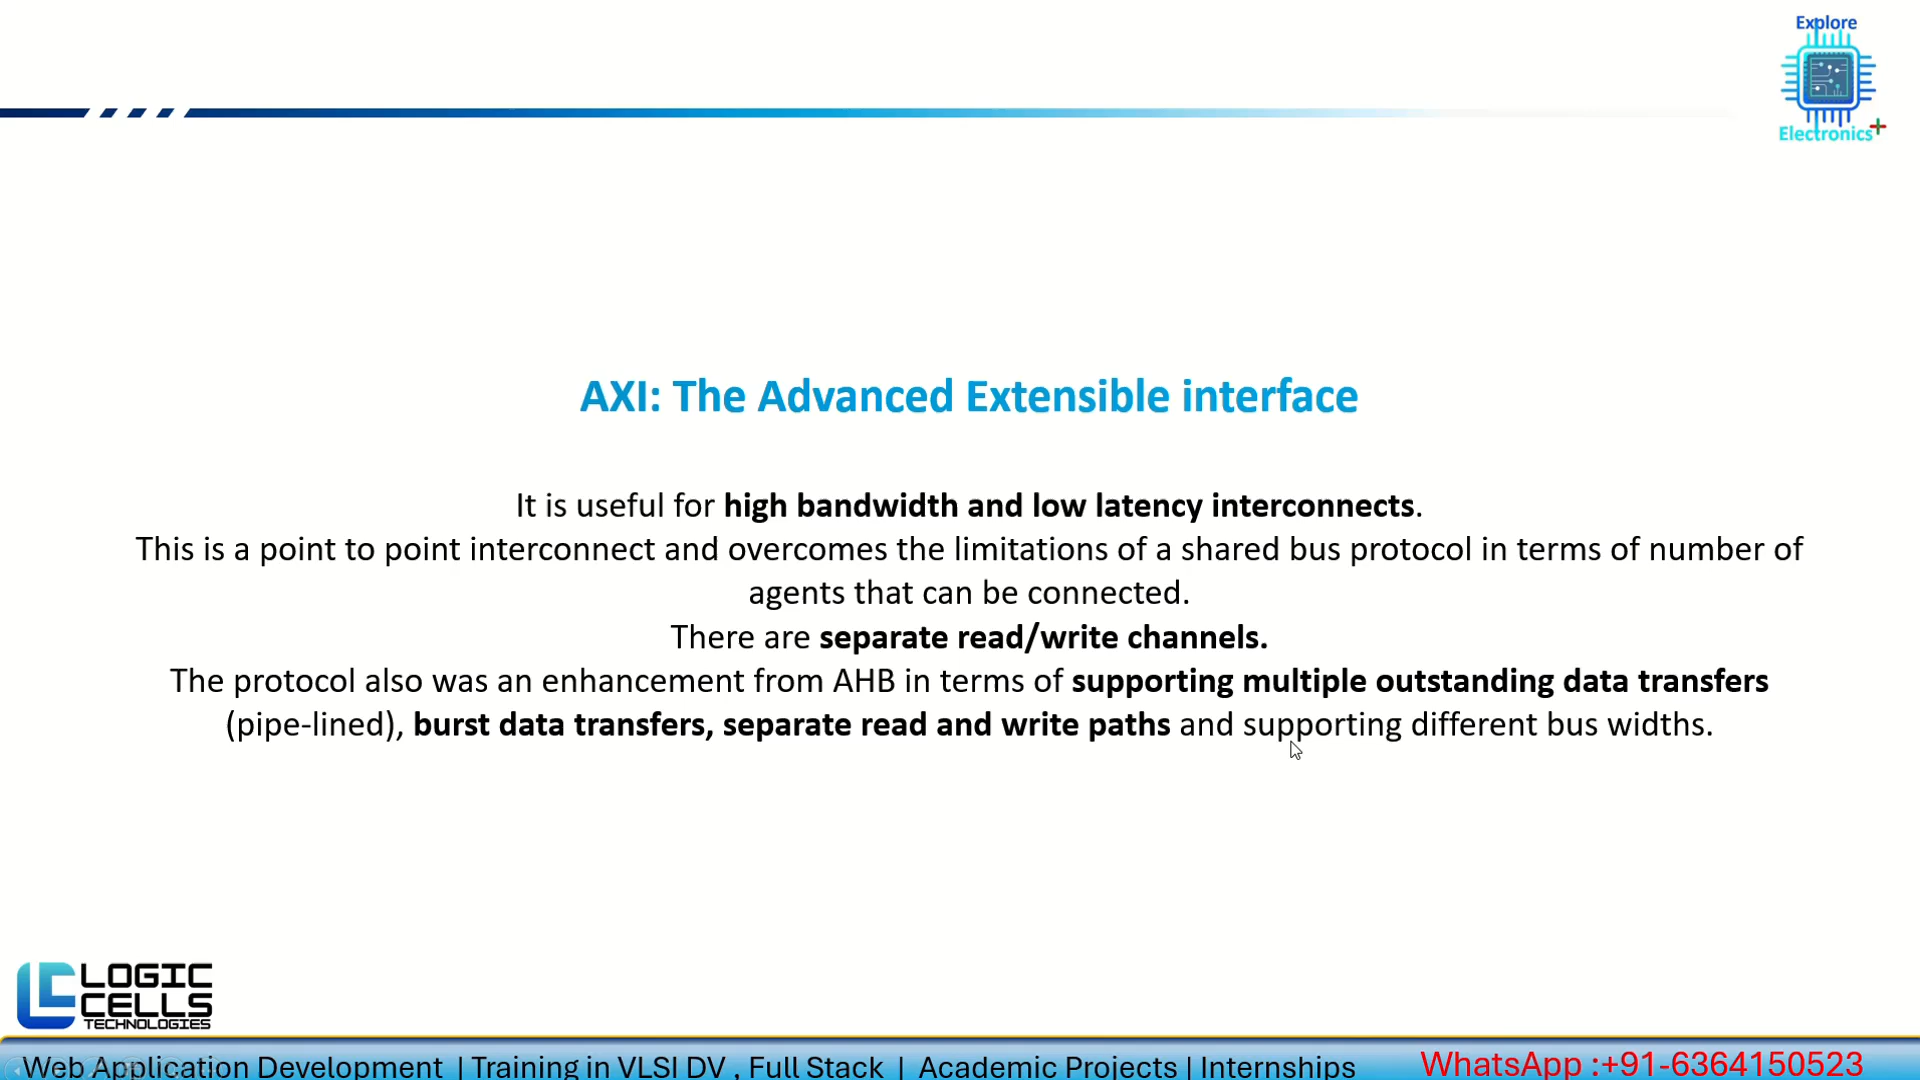 Explore
Electronics+
AXI: The Advanced Extensible interface
It is useful for high bandwidth and low latency interconnects.
This is a point to point interconnect and overcomes the limitations of a shared bus protocol in terms of number of
agents that can be connected.
There are separate read/write channels.
The protocol also was an enhancement from AHB in terms of supporting multiple outstanding data transfers
(pipe-lined), burst data transfers, separate read and write paths and supporting different bus widths.
LOGIC
CELLS
TECHNOLOGIES
Web Application Development | Training in VLSI DV , Full Stack | Academic Projects | Internships
WhatsApp :+91-6364150523